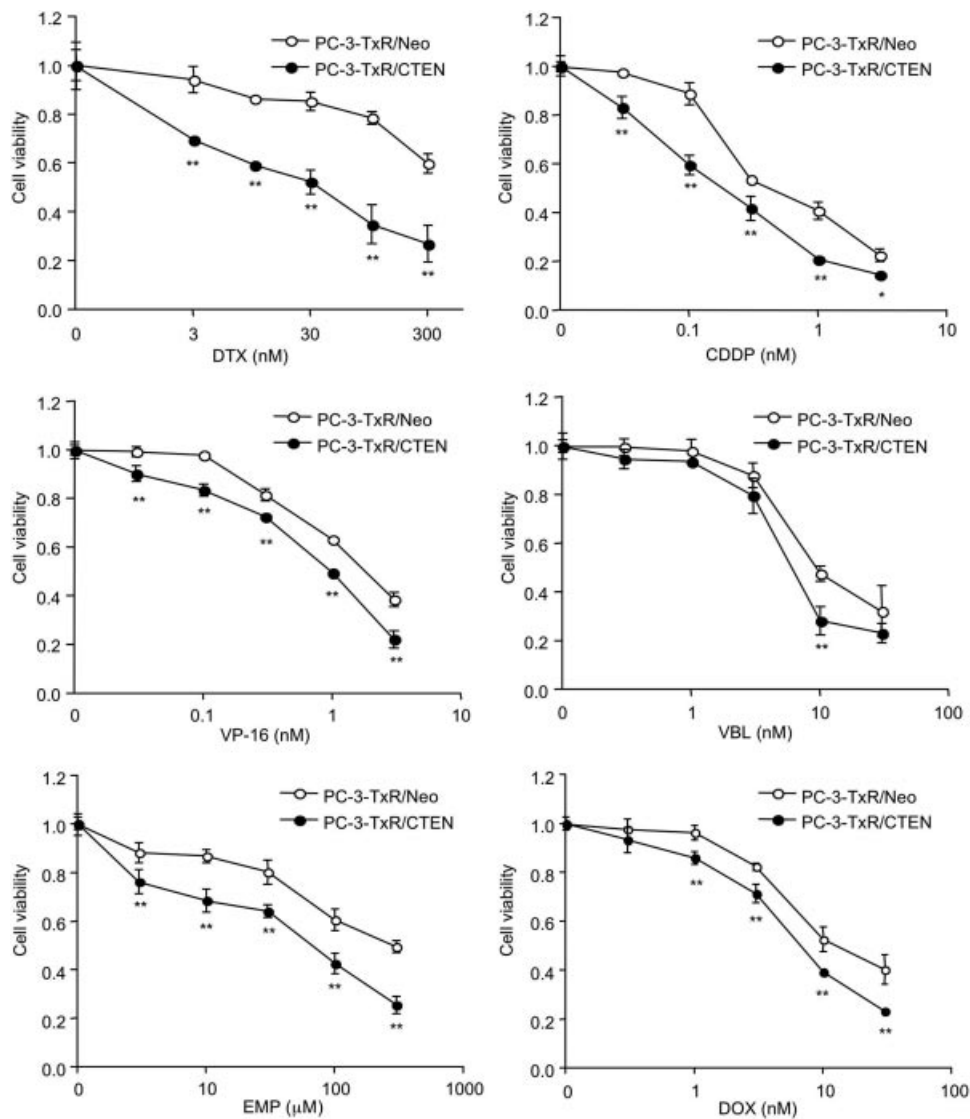 1.2
1.0
0.8
0.6
0.4
0.2
0.0
Cell viability
PC-3-TxR/Neo
PC-3-TxR/CTEN
** ** ** ** **
0 3 30 300
DTX (nM)
1.2
1.0
0.8
0.6
0.4
0.2
0.0
Cell viability
PC-3-TxR/Neo
PC-3-TxR/CTEN
** ** ** ** *
0 0.1 1 10
CDDP (nM)
1.2
1.0
0.8
0.6
0.4
0.2
0.0
Cell viability
PC-3-TxR/Neo
PC-3-TxR/CTEN
** ** ** ** **
0 0.1 1 10
VP-16 (nM)
1.2
1.0
0.8
0.6
0.4
0.2
0.0
Cell viability
PC-3-TxR/Neo
PC-3-TxR/CTEN
**
0 1 10 100
VBL (nM)
1.2
1.0
0.8
0.6
0.4
0.2
0.0
Cell viability
PC-3-TxR/Neo
PC-3-TxR/CTEN
** ** ** ** **
0 10 100 1000
EMP (μM)
1.2
1.0
0.8
0.6
0.4
0.2
0.0
Cell viability
PC-3-TxR/Neo
PC-3-TxR/CTEN
** ** ** **
0 1 10 100
DOX (nM)